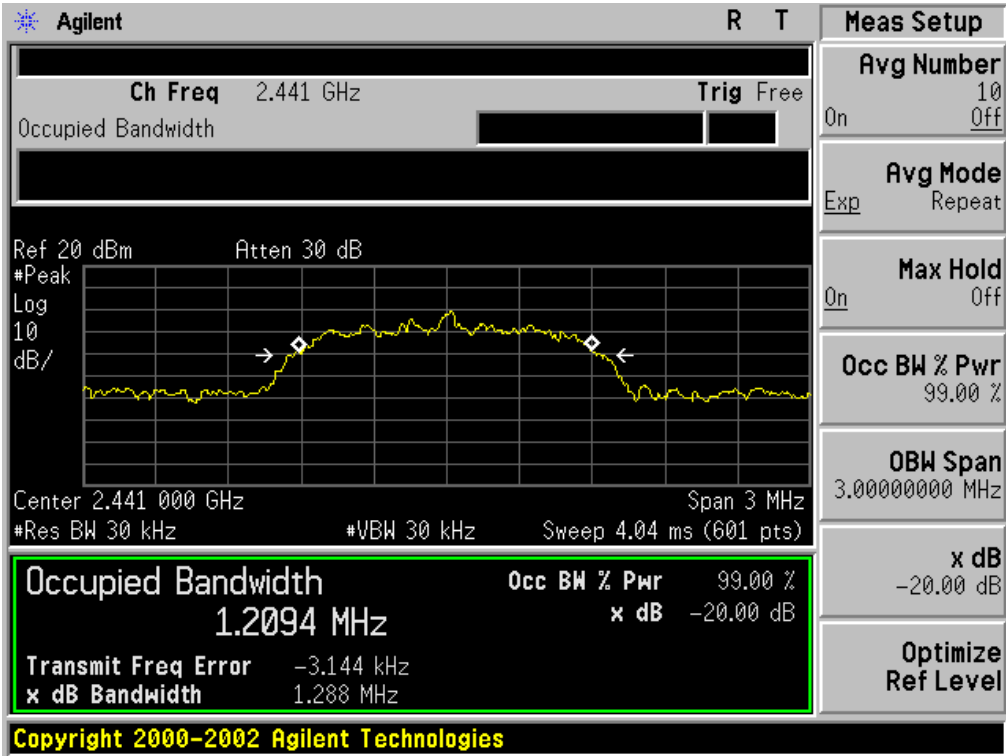 Agilent R T
Ch Freq 2.441 GHz Trig Free
Occupied Bandwidth
Ref 20 dBm Atten 30 dB
#Peak
Log
10
dB/
Center 2.441 000 GHz Span 3 MHz
#Res BW 30 kHz #VBW 30 kHz Sweep 4.04 ms (601 pts)
Occupied Bandwidth Occ BW % Pwr 99.00 %
1.2094 MHz x dB -20.00 dB
Transmit Freq Error -3.144 kHz
x dB Bandwidth 1.288 MHz
Copyright 2000-2002 Agilent Technologies
Meas Setup
Avg Number
10
On Off
Avg Mode
Exp Repeat
Max Hold
On Off
Occ BW % Pwr
99.00 %
OBW Span
3.00000000 MHz
x dB
-20.00 dB
Optimize
Ref Level